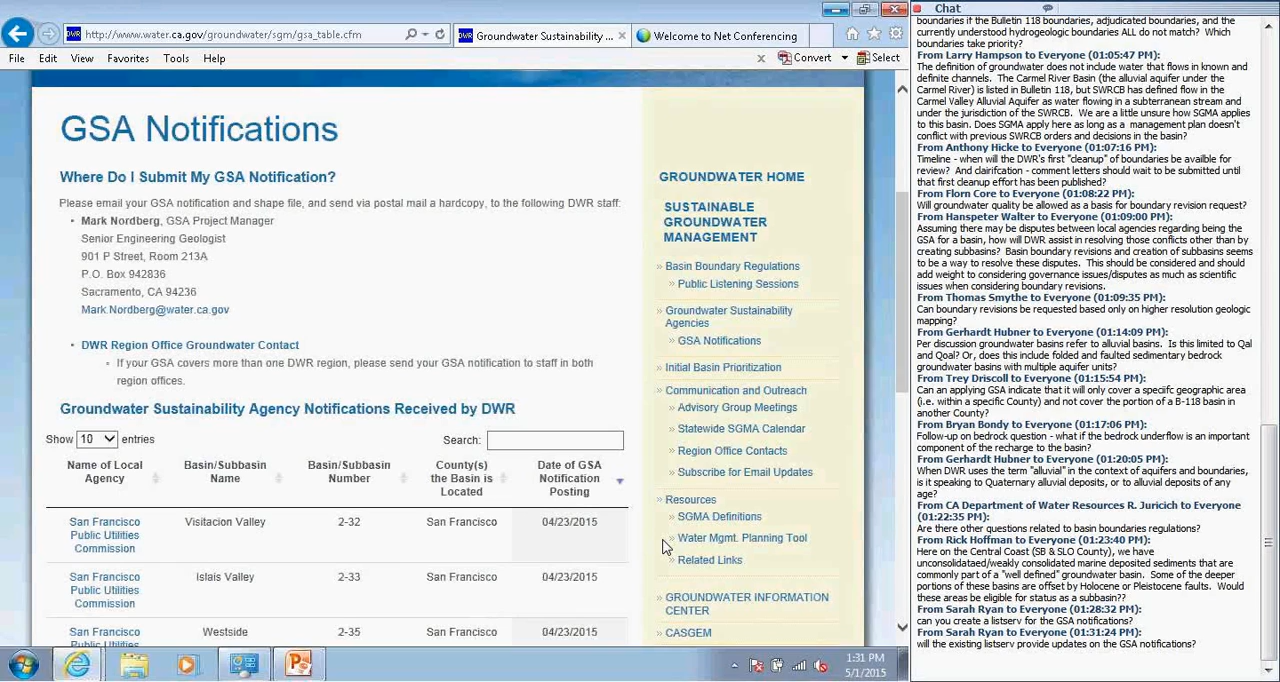 http://www.water.ca.gov/groundwater/sgm/gsa_table.cfm
DWR Groundwater Sustainability ...
Welcome to Net Conferencing
File Edit View Favorites Tools Help
Convert Select
GSA Notifications
Where Do I Submit My GSA Notification?
Please email your GSA notification and shape file, and send via postal mail a hardcopy, to the following DWR staff:
Mark Nordberg, GSA Project Manager
Senior Engineering Geologist
901 P Street, Room 213A
P.O. Box 942836
Sacramento, CA 94236
Mark.Nordberg@water.ca.gov
DWR Region Office Groundwater Contact
If your GSA covers more than one DWR region, please send your GSA notification to staff in both
region offices.
Groundwater Sustainability Agency Notifications Received by DWR
Show 10 entries
Search:
Name of Local
Agency
Basin/Subbasin
Name
Basin/Subbasin
Number
County(s)
the Basin is
Located
Date of GSA
Notification
Posting
San Francisco
Public Utilities
Commission
Visitacion Valley
2-32
San Francisco
04/23/2015
San Francisco
Public Utilities
Commission
Islais Valley
2-33
San Francisco
04/23/2015
San Francisco
Public Utilities
Westside
2-35
San Francisco
04/23/2015
GROUNDWATER HOME
SUSTAINABLE
GROUNDWATER
MANAGEMENT
» Basin Boundary Regulations
» Public Listening Sessions
» Groundwater Sustainability
Agencies
» GSA Notifications
» Initial Basin Prioritization
» Communication and Outreach
» Advisory Group Meetings
» Statewide SGMA Calendar
» Region Office Contacts
» Subscribe for Email Updates
» Resources
» SGMA Definitions
» Water Mgmt. Planning Tool
» Related Links
» GROUNDWATER INFORMATION
CENTER
» CASGEM
1:31 PM
5/1/2015
Chat
boundaries if the Bulletin 118 boundaries, adjudicated boundaries, and the
currently understood hydrogeologic boundaries ALL do not match? Which
boundaries take priority?
From Larry Hampson to Everyone (01:05:47 PM):
The definition of groundwater does not include water that flows in known and
definite channels. The Carmel River Basin (the alluvial aquifer under the
Carmel River) is listed in Bulletin 118, but SWRCB has defined flow in the
Carmel Valley Alluvial Aquifer as water flowing in a subterranean stream and
under the jurisdiction of the SWRCB. We are a little unsure how SGMA applies
to this basin. Does SGMA apply here as long as a management plan doesn't
conflict with previous SWRCB orders and decisions in the basin?
From Anthony Hicke to Everyone (01:07:16 PM):
Timeline - when will the DWR's first "cleanup" of boundaries be availble for
review? And clairifcation - comment letters should wait to be submitted until
that first cleanup effort has been published?
From Florn Core to Everyone (01:08:22 PM):
Will groundwater quality be allowed as a basis for boundary revision request?
From Hanspeter Walter to Everyone (01:09:00 PM):
Assuming there may be disputes between local agencies regarding being the
GSA for a basin, how will DWR assist in resolving those conflicts other than by
creating subbasins? Basin boundary revisions and creation of subbasins seems
to be a way to resolve these disputes. This should be considered and should
add weight to considering governance issues/disputes as much as scientific
issues when considering boundary revisions.
From Thomas Smythe to Everyone (01:09:35 PM):
Can boundary revisions be requested based only on higher resolution geologic
mapping?
From Gerhardt Hubner to Everyone (01:14:09 PM):
Per discussion groundwater basins refer to alluvial basins. Is this limited to Qal
and Qoal? Or, does this include folded and faulted sedimentary bedrock
groundwater basins with multiple aquifer units?
From Trey Driscoll to Everyone (01:15:54 PM):
Can an applying GSA indicate that it will only cover a speciifc geographic area
(i.e. within a specific County) and not cover the portion of a B-118 basin in
another County?
From Bryan Bondy to Everyone (01:17:06 PM):
Follow-up on bedrock question - what if the bedrock underflow is an important
component of the recharge to the basin?
From Gerhardt Hubner to Everyone (01:20:05 PM):
When DWR uses the term "alluvial" in the context of aquifers and boundaries,
is it speaking to Quaternary alluvial deposits, or to alluvial deposits of any
age?
From CA Department of Water Resources R. Juricich to Everyone
(01:22:35 PM):
Are there other questions related to basin boundaries regulations?
From Rick Hoffman to Everyone (01:23:40 PM):
Here on the Central Coast (SB & SLO County), we have
unconsolidataed/weakly consolidated marine deposited sediments that are
commonly part of a "well defined" groundwater basin. Some of the deeper
portions of these basins are offset by Holocene or Pleistocene faults. Would
these areas be eligible for status as a subbasin??
From Sarah Ryan to Everyone (01:28:32 PM):
can you create a listserv for the GSA notifications?
From Sarah Ryan to Everyone (01:31:24 PM):
will the existing listserv provide updates on the GSA notifications?